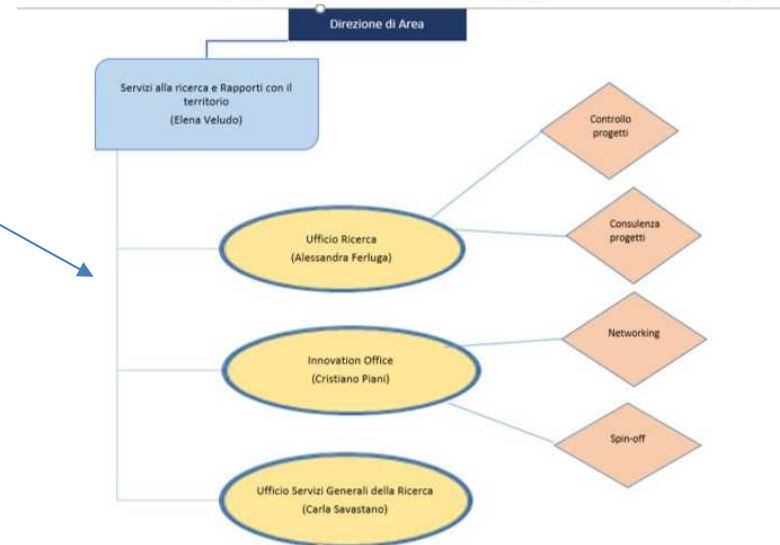 Direzione di Area
Servizi alla ricerca e Rapporti con il
territorio
(Elena Veludo)
Controllo
progetti
Consulenza
progetti
Ufficio Ricerca
(Alessandra Ferluga)
Networking
Innovation Office
(Cristiano Piani)
Spin-off
Ufficio Servizi Generali della Ricerca
(Carla Savastano)